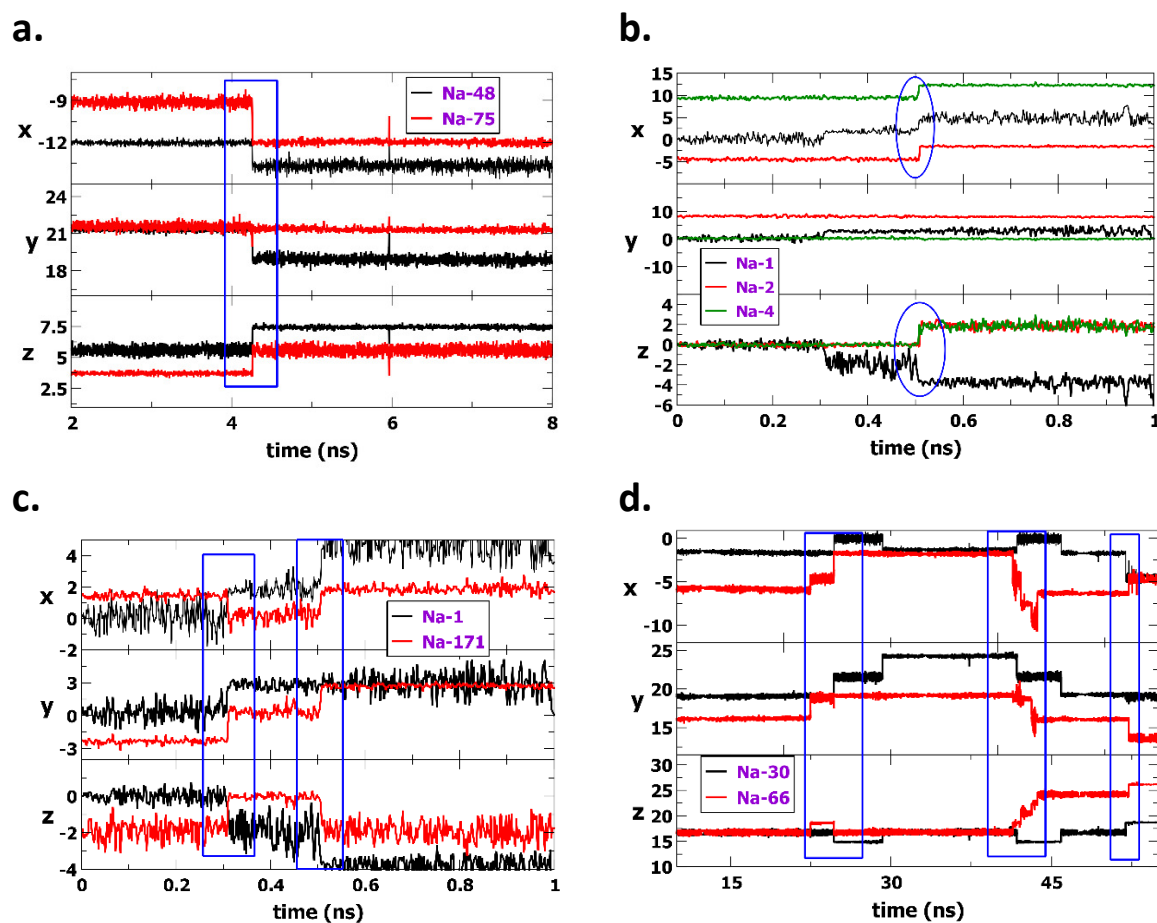 a.
x
-9
-12
Na-48
Na-75
y
24
21
18
z
7.5
5
2.5
2 4 6 8
time (ns)
b.
x
15
10
5
0
-5
y
10
0
-10
Na-1
Na-2
Na-4
z
4
2
0
-2
-4
-6
0 0.2 0.4 0.6 0.8 1
time (ns)
c.
x
4
2
0
-2
Na-1
Na-171
y
3
0
-3
z
0
-2
-4
0 0.2 0.4 0.6 0.8 1
time (ns)
d.
x
0
-5
-10
y
25
20
15
Na-30
Na-66
z
30
25
20
15
10
15 30 45
time (ns)